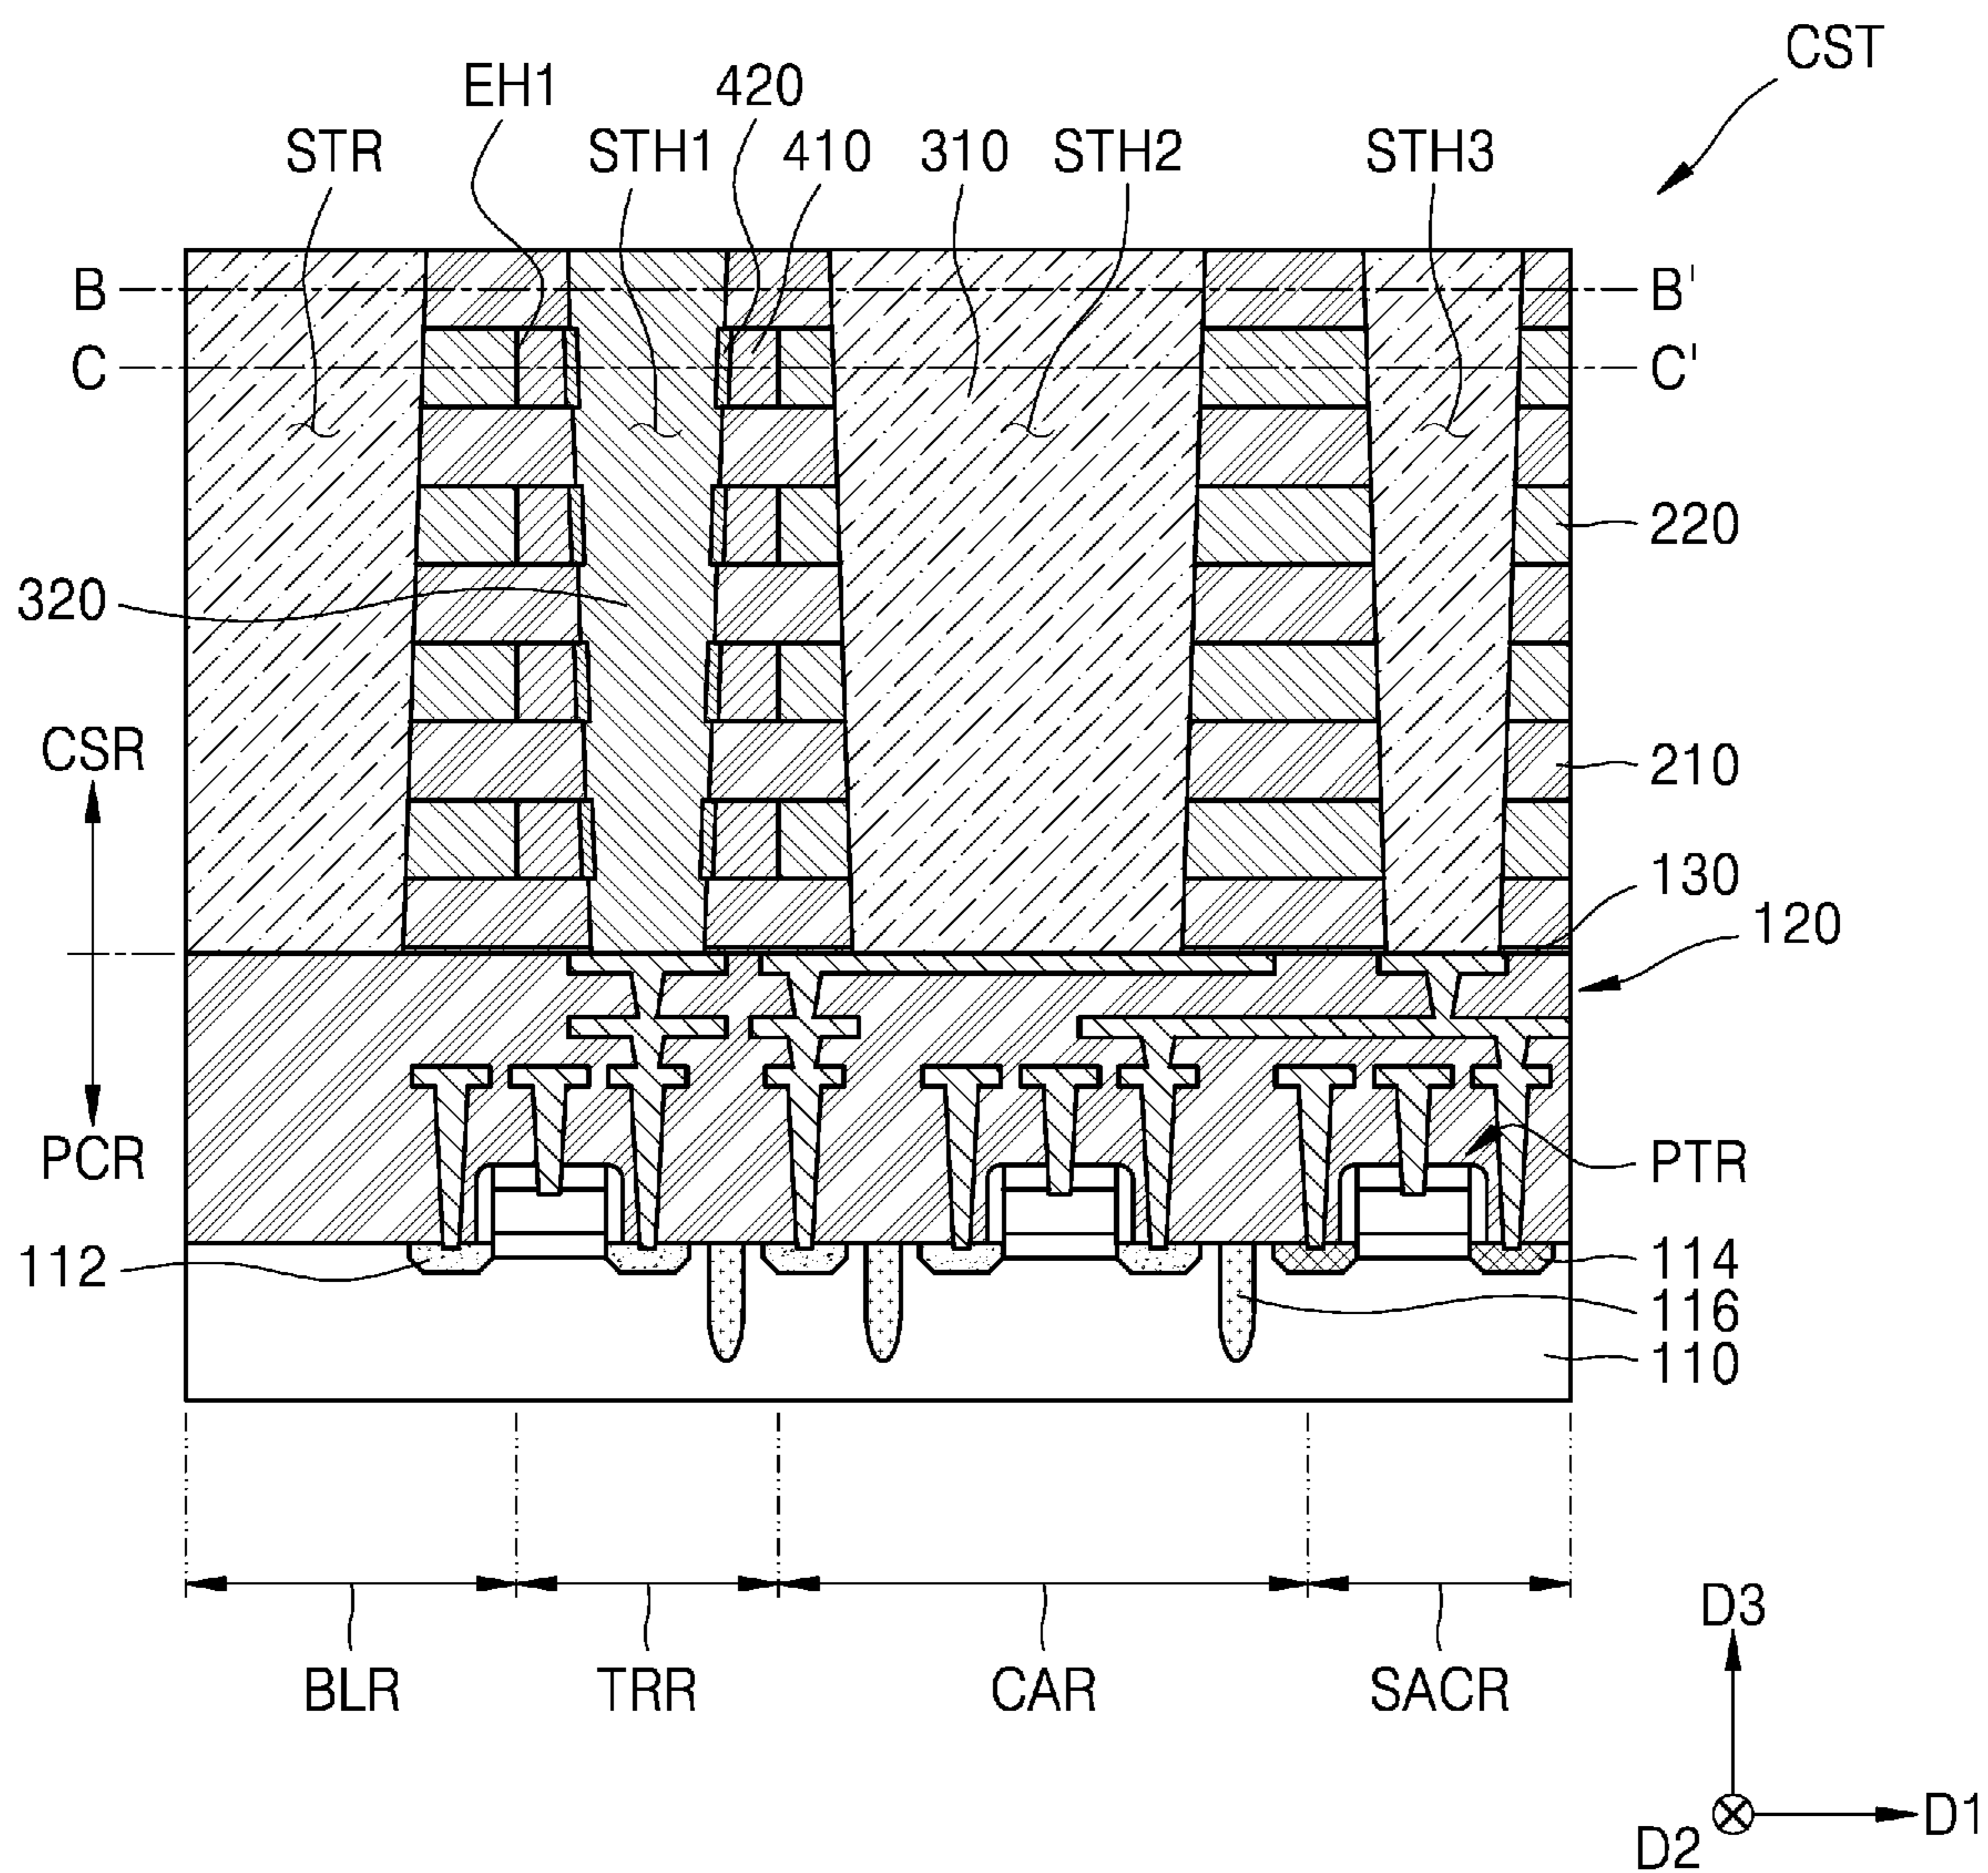 CST
EH1 420
STR STH1 410 310 STH2 STH3
B B'
C C'
220
320
CSR 210
130
120
PCR PTR
112 114
116
110
BLR TRR CAR SACR
D3
D2 D1